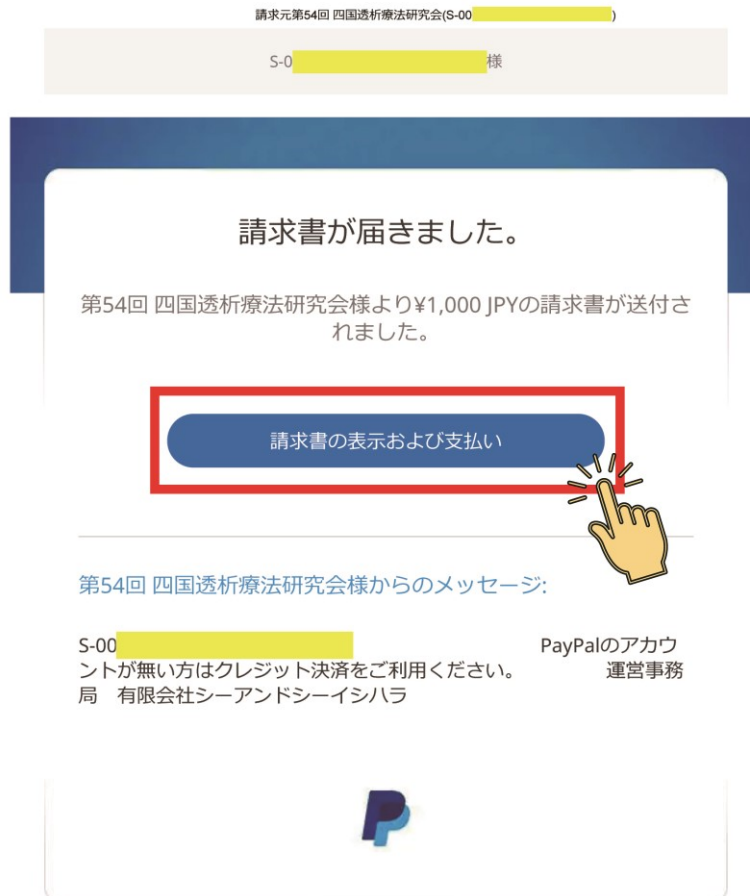 請求元第54回 四国透析療法研究会(S-00 )
S-0 様
請求書が届きました。
第54回 四国透析療法研究会様より¥1,000 JPYの請求書が送付さ
れました。
請求書の表示および支払い
第54回 四国透析療法研究会様からのメッセージ:
S-00 PayPalのアカウ
ントが無い方はクレジット決済をご利用ください。 運営事務
局 有限会社シーアンドシーイシハラ